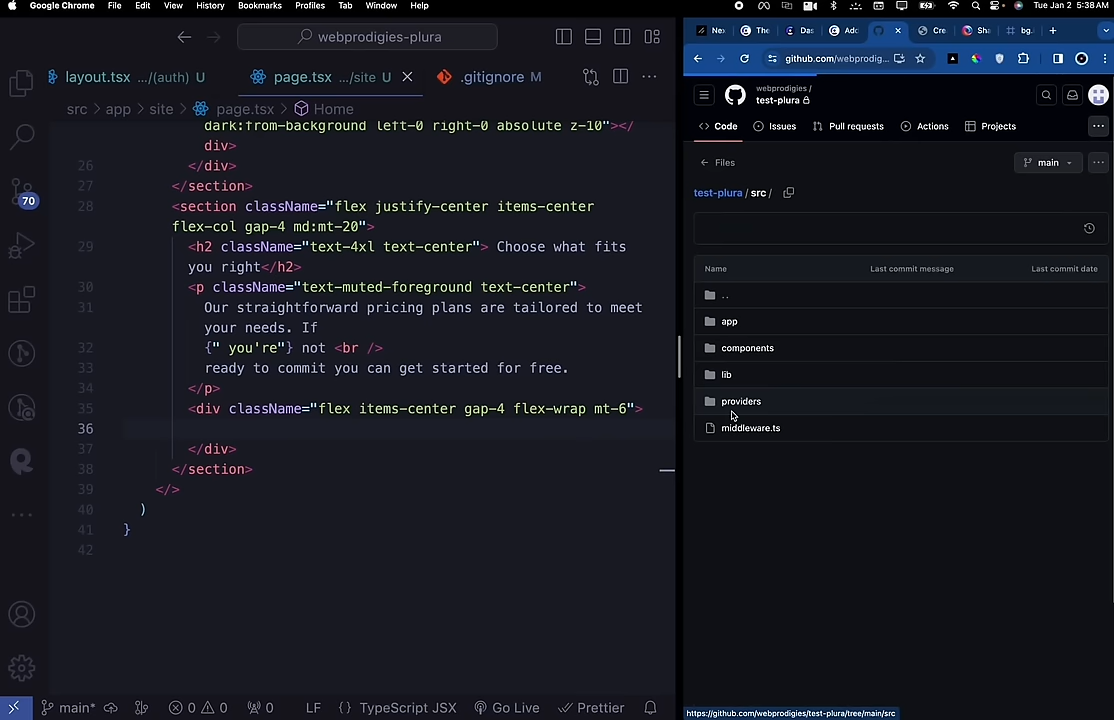 Google Chrome File Edit View History Bookmarks Profiles Tab Window Help Tue Jan 2 5:38 AM
webprodigies-plura
layout.tsx .../(auth) U page.tsx .../site U .gitignore M
src › app › site › page.tsx › Home
dark:from-background left-0 right-0 absolute z-10"></
div>
26 </div>
27 </section>
28 <section className="flex justify-center items-center
flex-col gap-4 md:mt-20">
29 <h2 className="text-4xl text-center"> Choose what fits
you right</h2>
30 <p className="text-muted-foreground text-center">
31 Our straightforward pricing plans are tailored to meet
your needs. If
32 {" you're"} not <br />
33 ready to commit you can get started for free.
34 </p>
35 <div className="flex items-center gap-4 flex-wrap mt-6">
36
37 </div>
38 </section>
39 </>
40 )
41 }
42
70
main* 0 0 0 LF {} TypeScript JSX Go Live Prettier
Nex The Das Adc Cre Sha bg.
github.com/webprodig...
webprodigies /
test-plura
Code Issues Pull requests Actions Projects
Files main
test-plura / src /
Name Last commit message Last commit date
..
app
components
lib
providers
middleware.ts
https://github.com/webprodigies/test-plura/tree/main/src